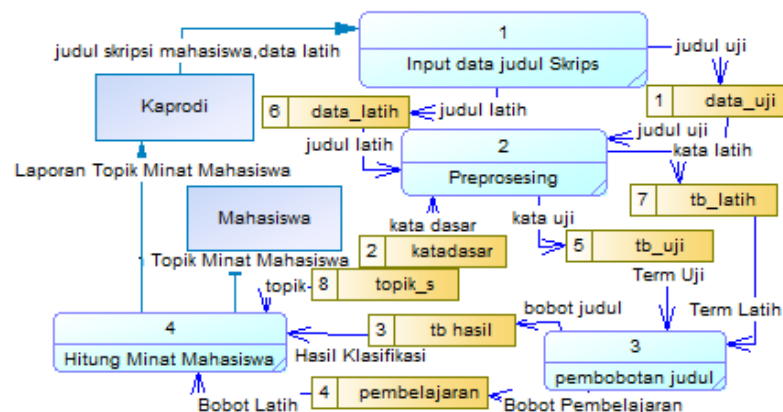 1
judul skripsi mahasiswa,data latih
Input data judul Skrips
judul uji
Kaprodi
6 data_latih
judul latih
1 data_uji
judul latih
judul uji
2
kata latih
Preprosesing
Laporan Topik Minat Mahasiswa
7 tb_latih
Mahasiswa
kata dasar
kata uji
2 katadasar
5 tb_uji
Topik Minat Mahasiswa
topik
8 topik_s
Term Uji
bobot judul
Term Latih
4
3 tb hasil
Hitung Minat Mahasiswa
Hasil Klasifikasi
3
pembobotan judul
4 pembelajaran
Bobot Latih
Bobot Pembelajaran